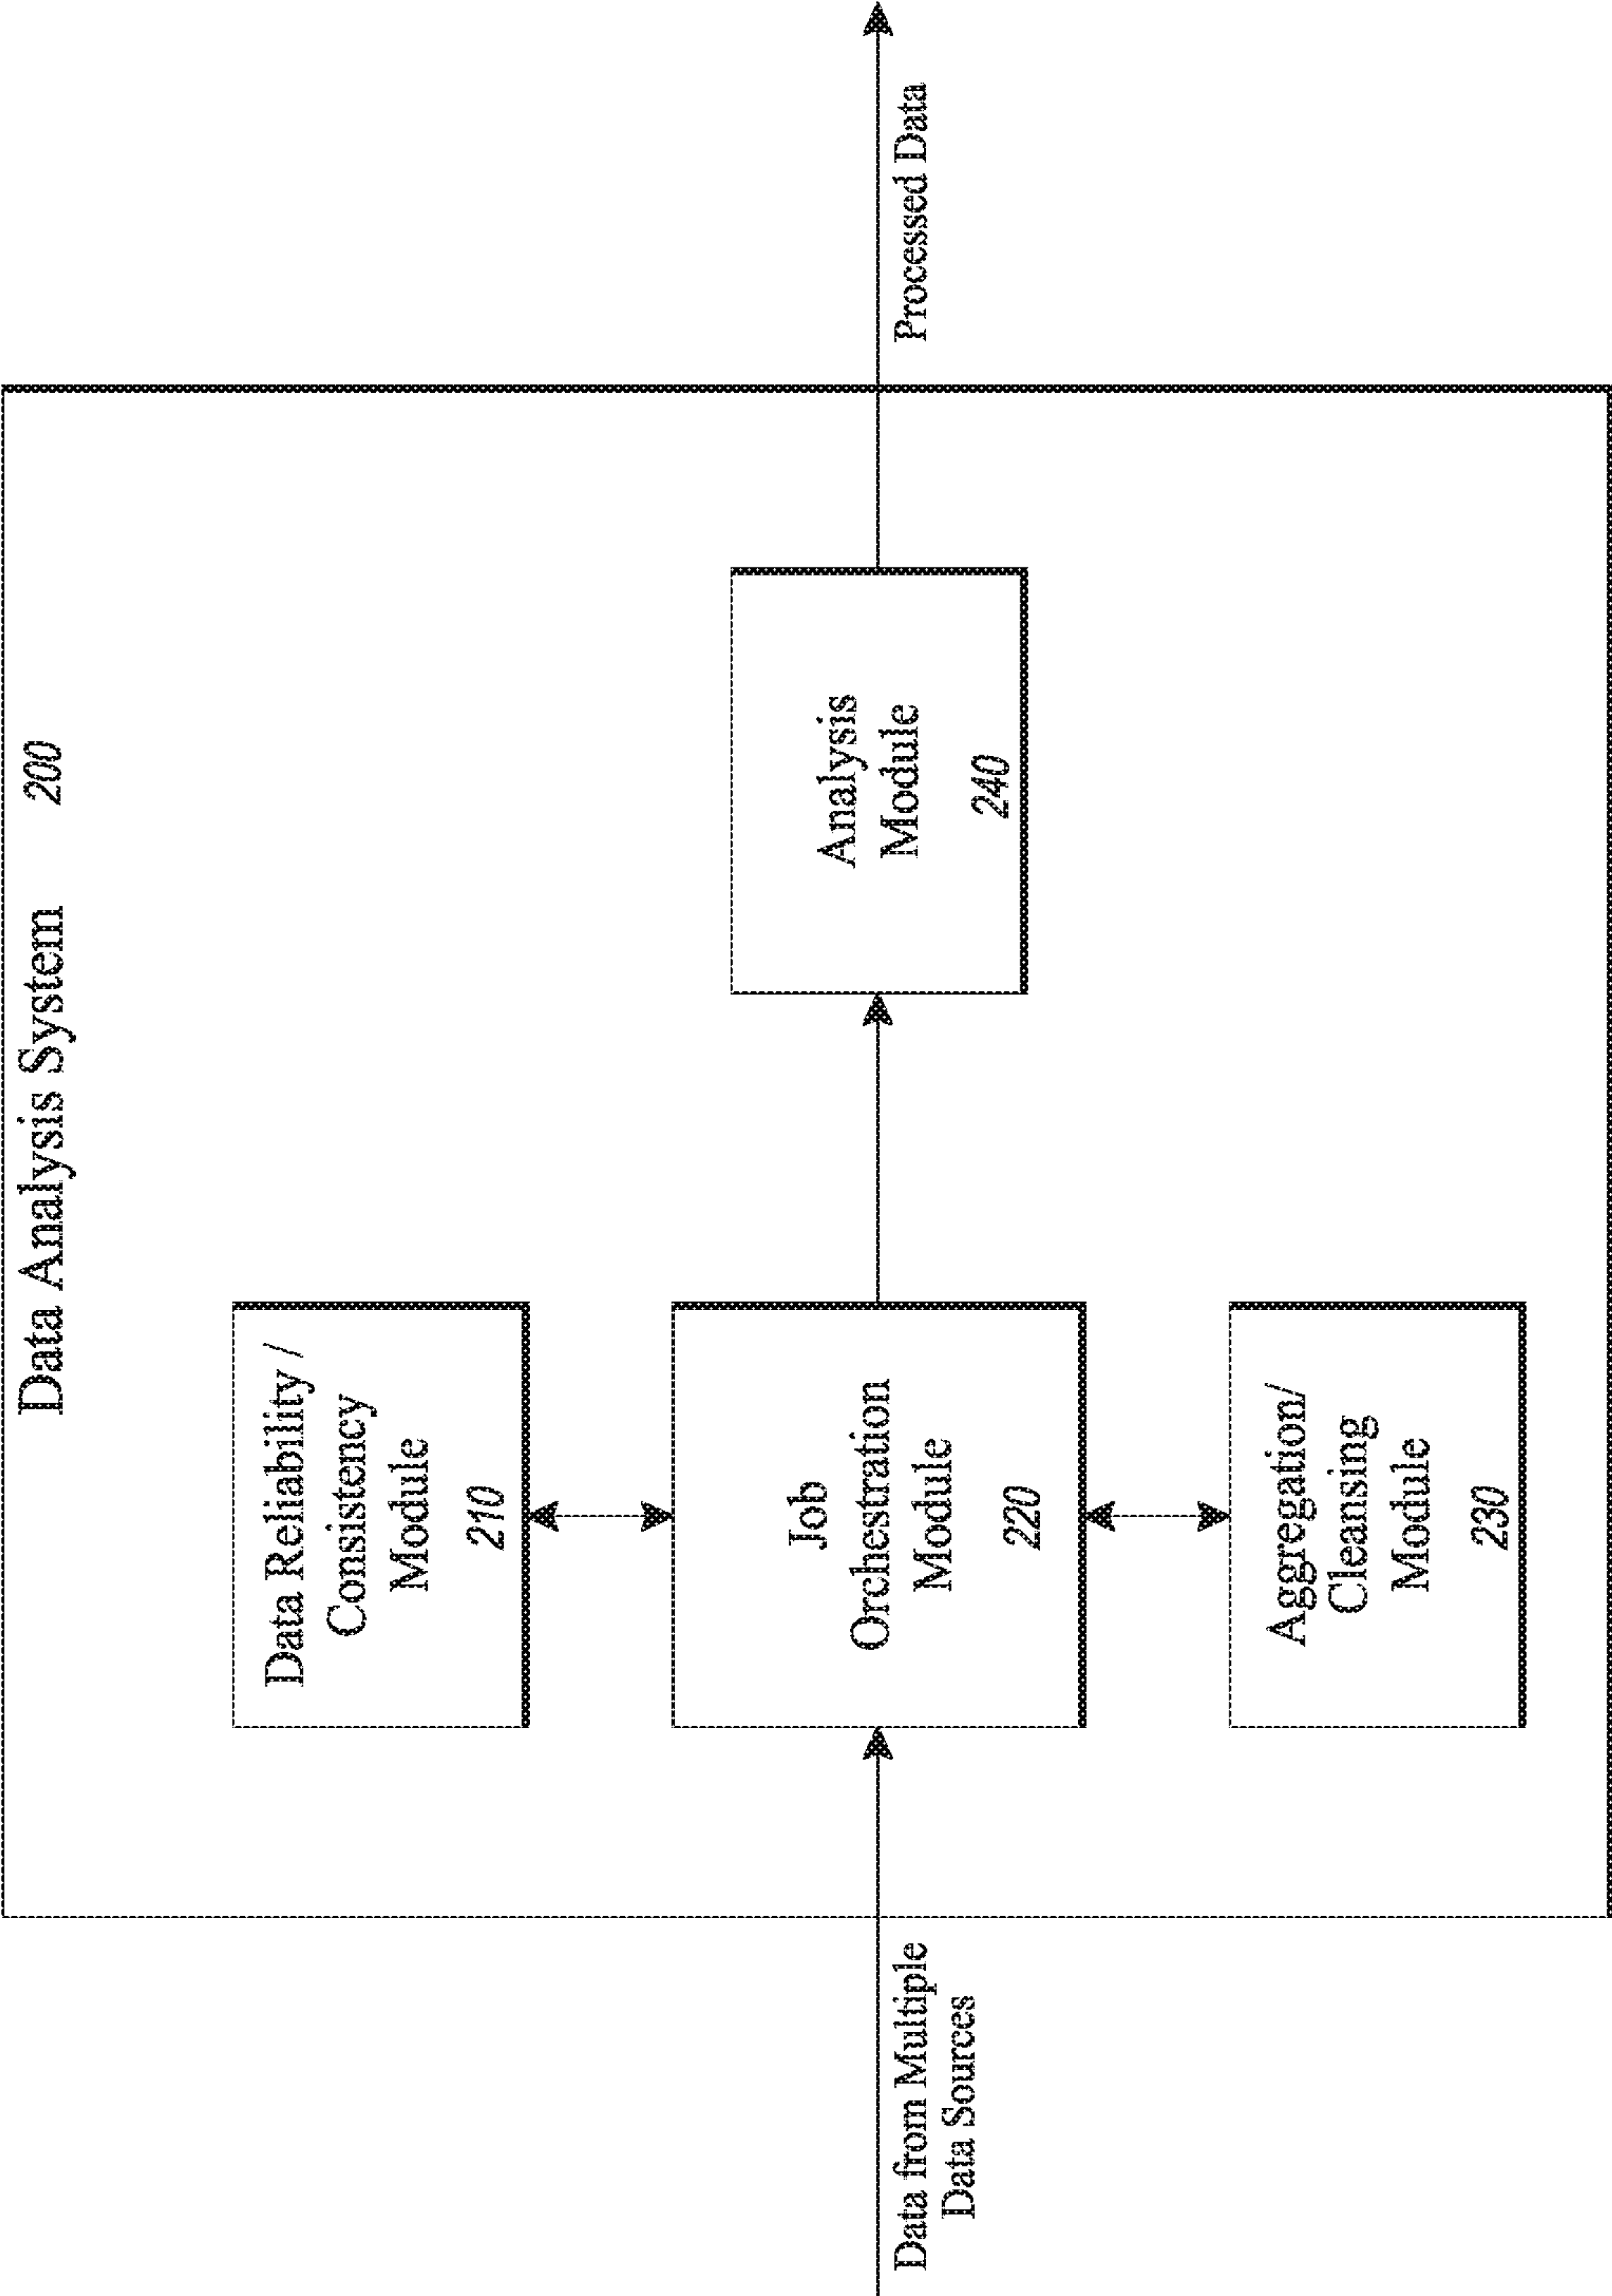 Data Analysis System 200
Data Reliability /
Consistency
Module
210
Job
Orchestration
Module
220
Aggregation/
Cleansing
Module
230
Analysis
Module
240
Data from Multiple
Data Sources
Processed Data